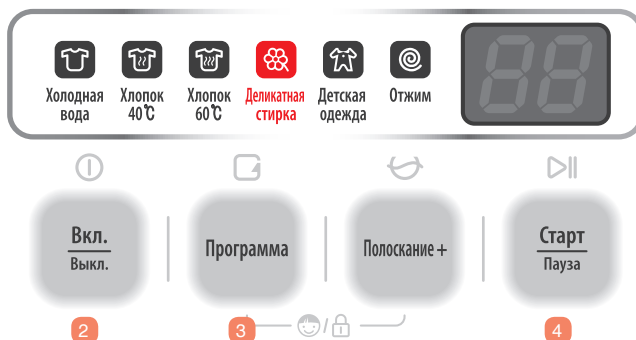 Холодная вода
Хлопок 40℃
Хлопок 60℃
Деликатная стирка
Детская одежда
Отжим
88
Вкл.
Выкл.
Программа
Полоскание +
Старт
Пауза
2
3
/
4